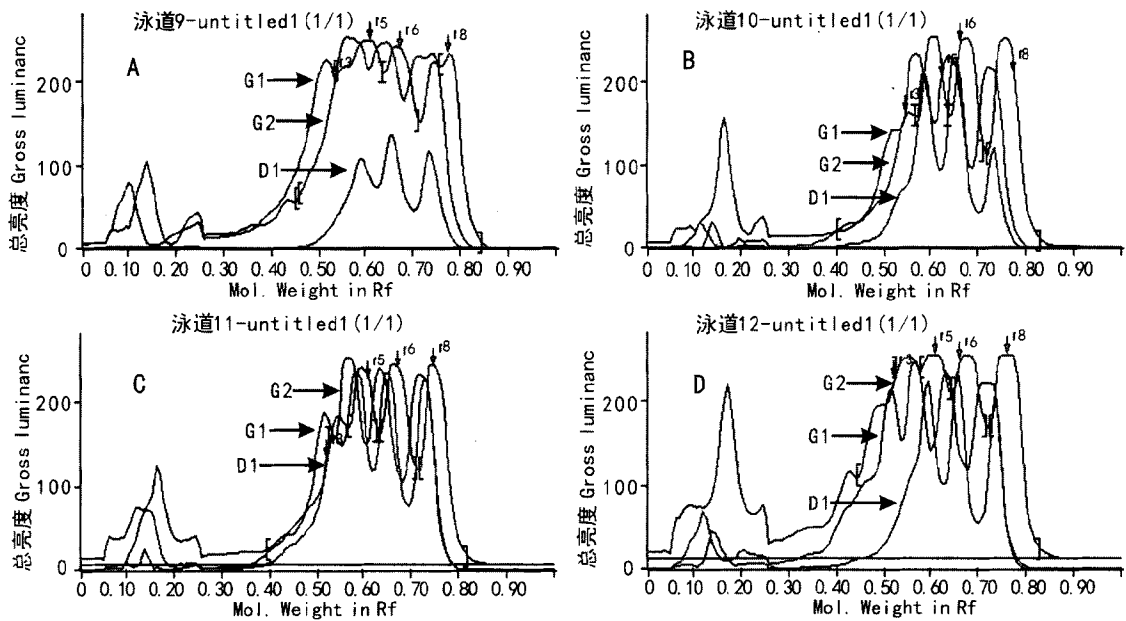 泳道9-untitled1(1/1)
A
总亮度 Gross luminanc
200
100
0
G1
G2
D1
r3
r5
r6
r8
0 0.10 0.20 0.30 0.40 0.50 0.60 0.70 0.80 0.90
Mol. Weight in Rf
泳道10-untitled1(1/1)
B
总亮度 Gross luminanc
200
100
0
G1
G2
D1
r3
r6
r8
0 0.10 0.20 0.30 0.40 0.50 0.60 0.70 0.80 0.90
Mol. Weight in Rf
泳道11-untitled1(1/1)
C
总亮度 Gross luminanc
200
100
0
G2
G1
D1
r5
r6
r8
0 0.10 0.20 0.30 0.40 0.50 0.60 0.70 0.80 0.90
Mol. Weight in Rf
泳道12-untitled1(1/1)
D
总亮度 Gross luminanc
200
100
0
G2
G1
D1
r5
r6
r8
0 0.10 0.20 0.30 0.40 0.50 0.60 0.70 0.80 0.90
Mol. Weight in Rf